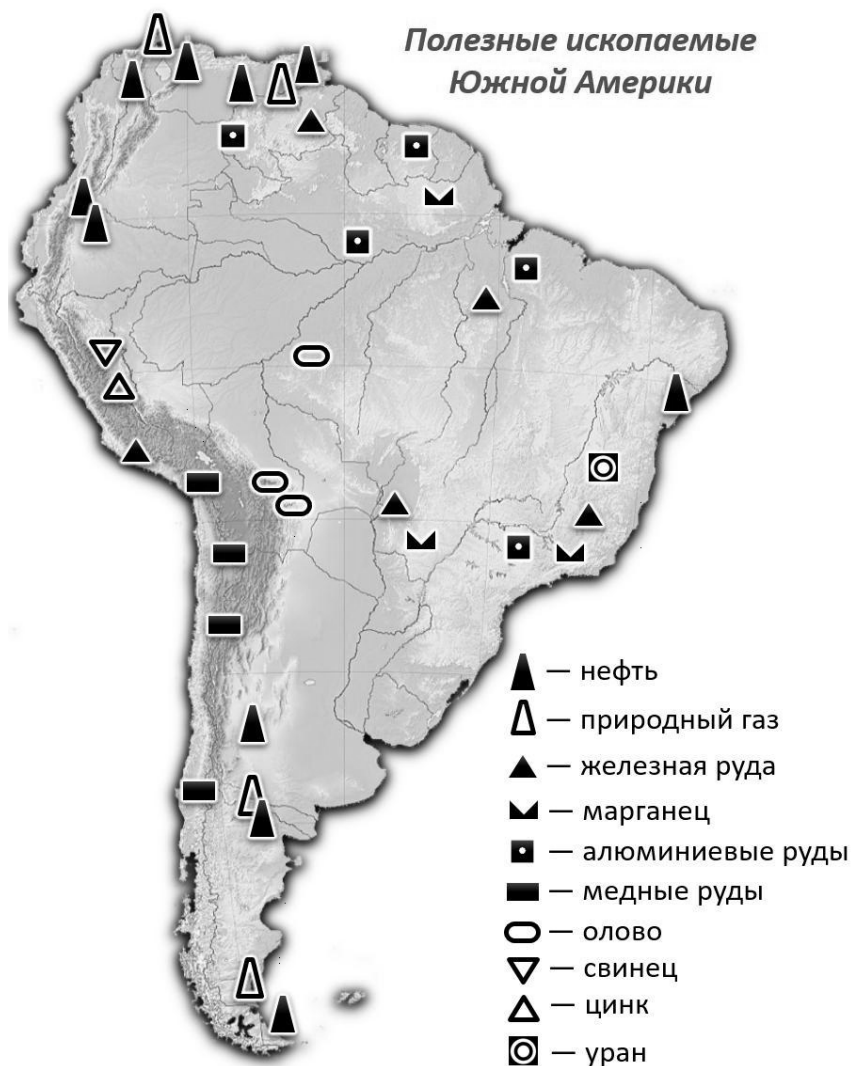 Полезные ископаемые
Южной Америки
— нефть
— природный газ
— железная руда
— марганец
— алюминиевые руды
— медные руды
— олово
— свинец
— цинк
— уран